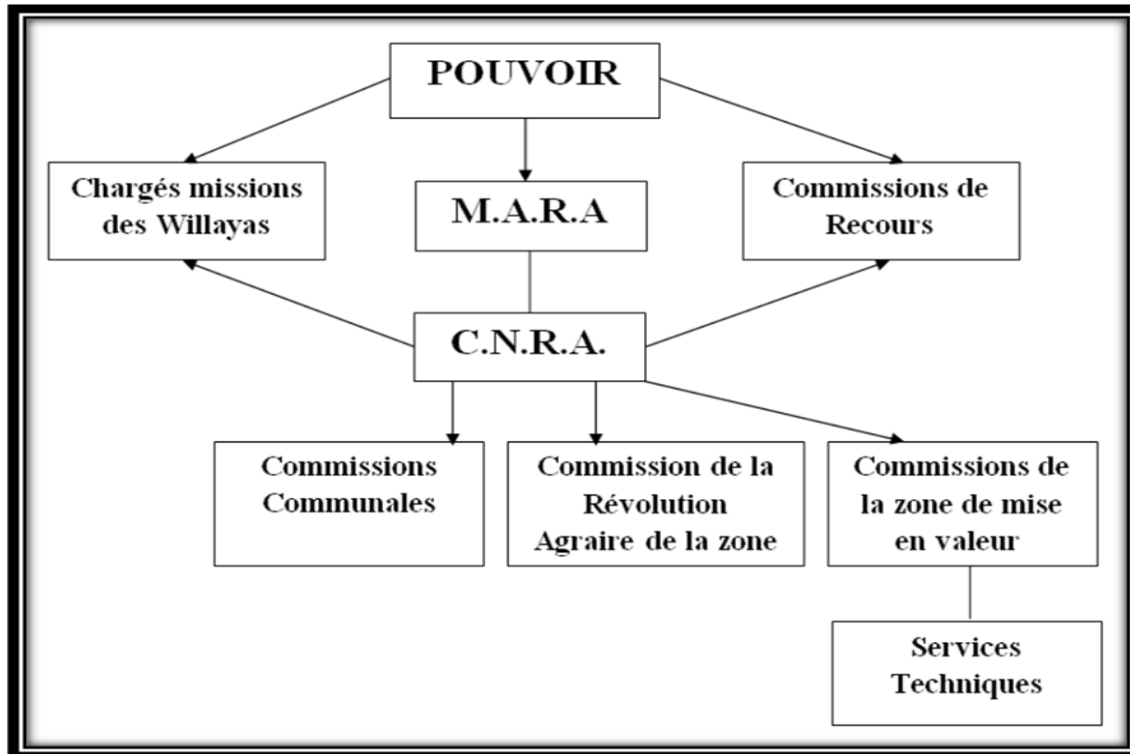 POUVOIR
Chargés missions
des Willayas
M.A.R.A
Commissions de
Recours
C.N.R.A.
Commissions
Communales
Commission de la
Révolution
Agraire de la zone
Commissions de
la zone de mise
en valeur
Services
Techniques